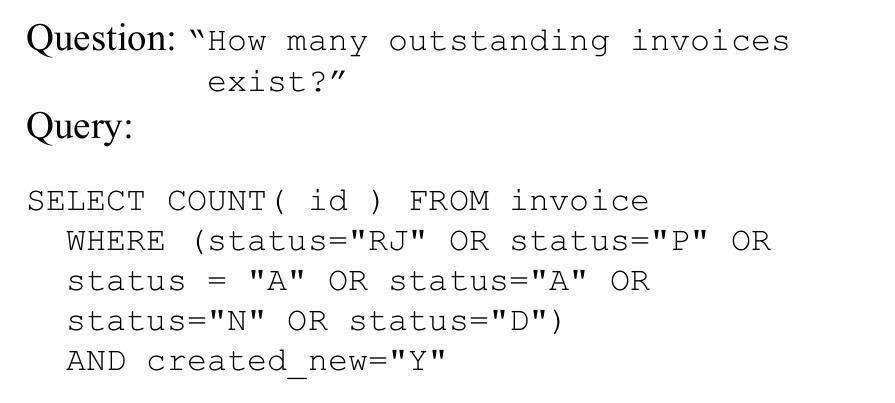 Question: “How many outstanding invoices
exist?”
Query:
SELECT COUNT( id ) FROM invoice
WHERE (status="RJ" OR status="P" OR
status = "A" OR status="A" OR
status="N" OR status="D")
AND created_new="Y"